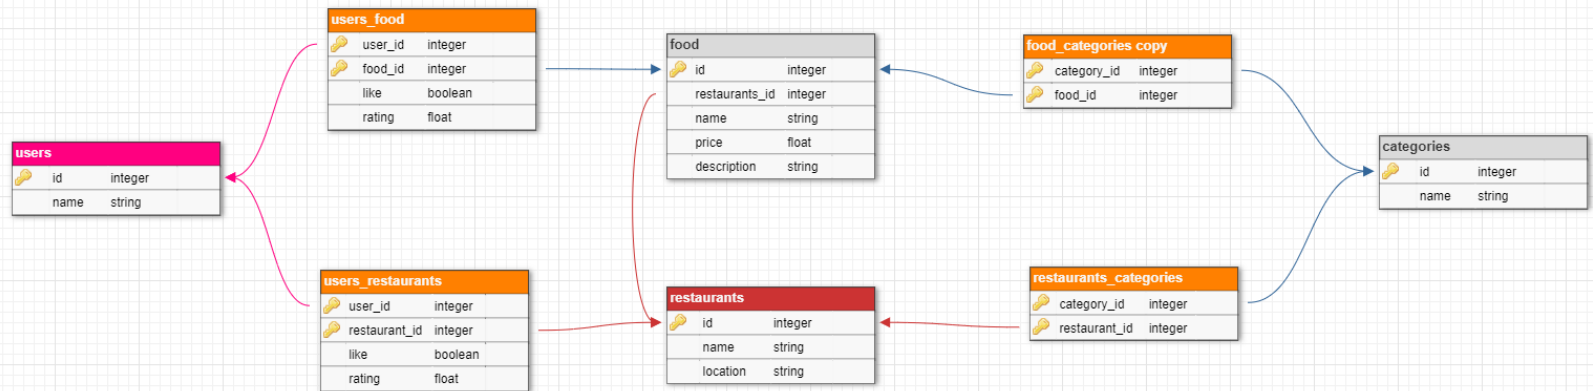 users_food
user_id integer
food_id integer
like boolean
rating float
food
id integer
restaurants_id integer
name string
price float
description string
food_categories copy
category_id integer
food_id integer
users
id integer
name string
categories
id integer
name string
users_restaurants
user_id integer
restaurant_id integer
like boolean
rating float
restaurants
id integer
name string
location string
restaurants_categories
category_id integer
restaurant_id integer